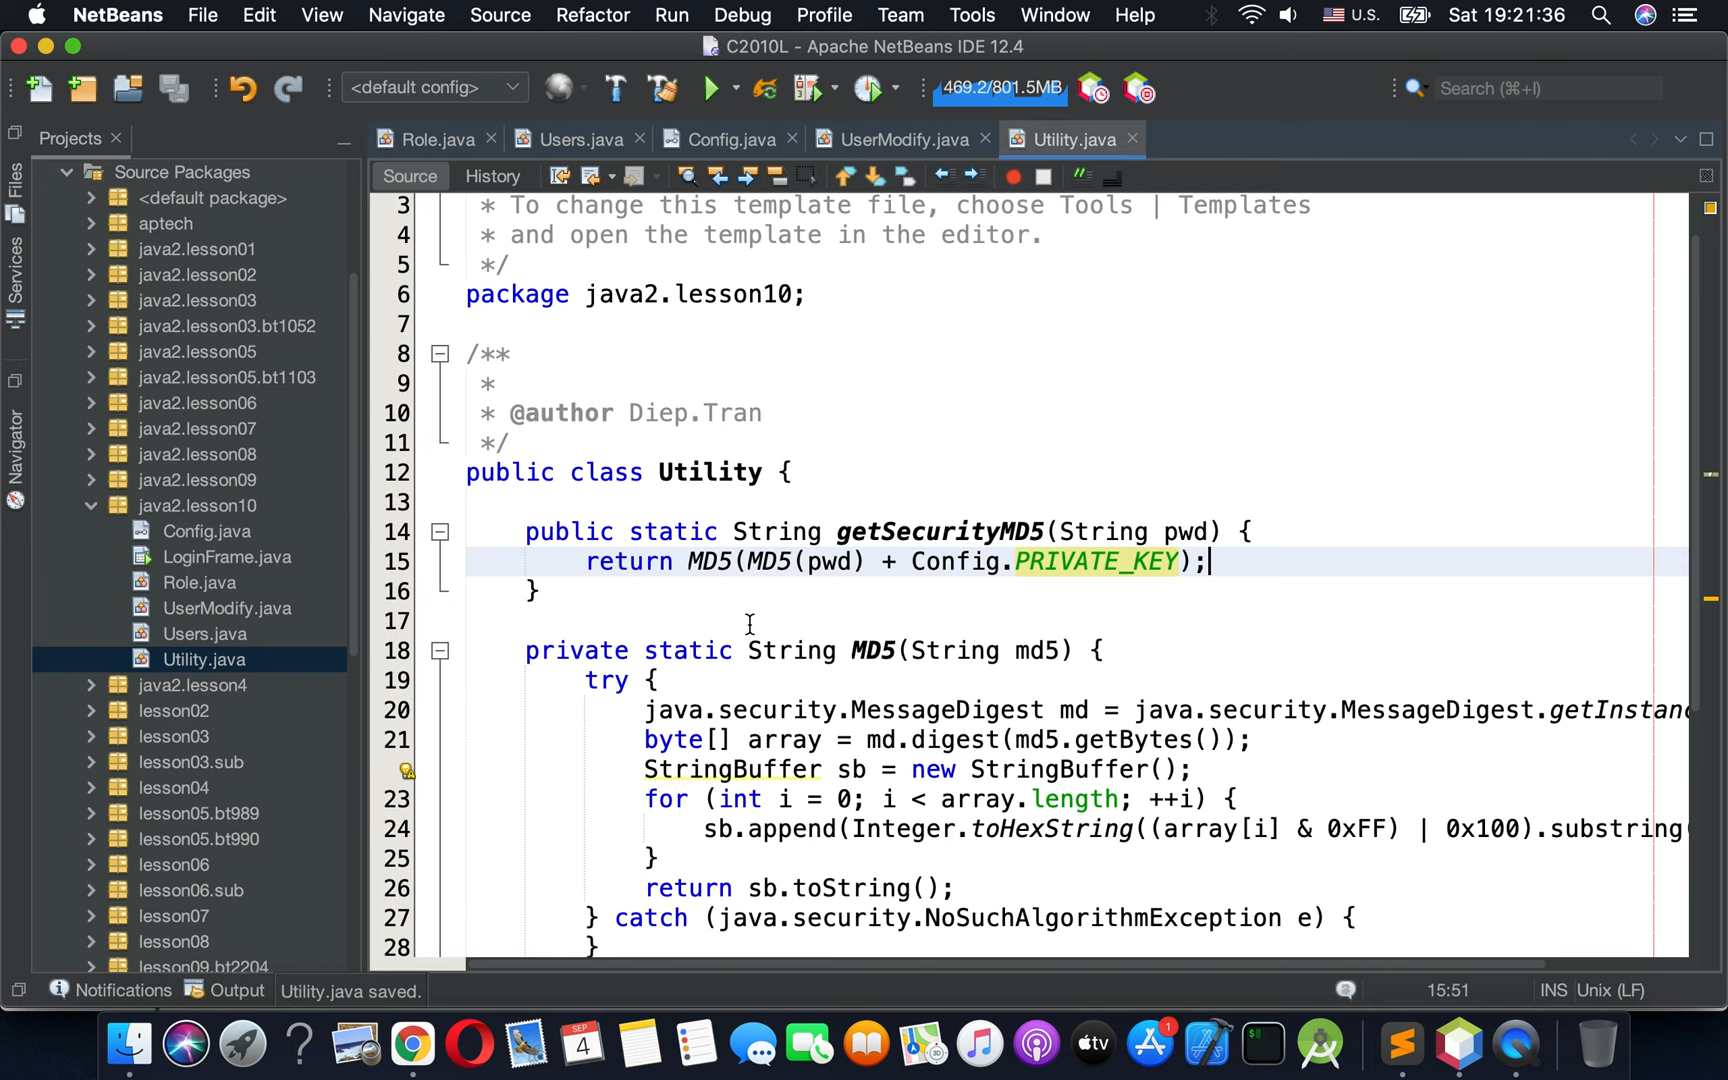 NetBeans File Edit View Navigate Source Refactor Run Debug Profile Team Tools Window Help U.S. Sat 19:21:36
C2010L - Apache NetBeans IDE 12.4
<default config> 469.2/801.5MB Search (⌘+I)
Projects Role.java Users.java Config.java UserModify.java Utility.java
Source History
Files
Services
Navigator
Source Packages
<default package>
aptech
java2.lesson01
java2.lesson02
java2.lesson03
java2.lesson03.bt1052
java2.lesson05
java2.lesson05.bt1103
java2.lesson06
java2.lesson07
java2.lesson08
java2.lesson09
java2.lesson10
Config.java
LoginFrame.java
Role.java
UserModify.java
Users.java
Utility.java
java2.lesson4
lesson02
lesson03
lesson03.sub
lesson04
lesson05.bt989
lesson05.bt990
lesson06
lesson06.sub
lesson07
lesson08
lesson09.bt2204
3 * To change this template file, choose Tools | Templates
4 * and open the template in the editor.
5 */
6 package java2.lesson10;
7
8 /**
9 *
10 * @author Diep.Tran
11 */
12 public class Utility {
13
14 public static String getSecurityMD5(String pwd) {
15 return MD5(MD5(pwd) + Config.PRIVATE_KEY);
16 }
17
18 private static String MD5(String md5) {
19 try {
20 java.security.MessageDigest md = java.security.MessageDigest.getInstanc
21 byte[] array = md.digest(md5.getBytes());
StringBuffer sb = new StringBuffer();
23 for (int i = 0; i < array.length; ++i) {
24 sb.append(Integer.toHexString((array[i] & 0xFF) | 0x100).substring(
25 }
26 return sb.toString();
27 } catch (java.security.NoSuchAlgorithmException e) {
28 }
Notifications Output Utility.java saved. 15:51 INS Unix (LF)
SEP
4
tv
1